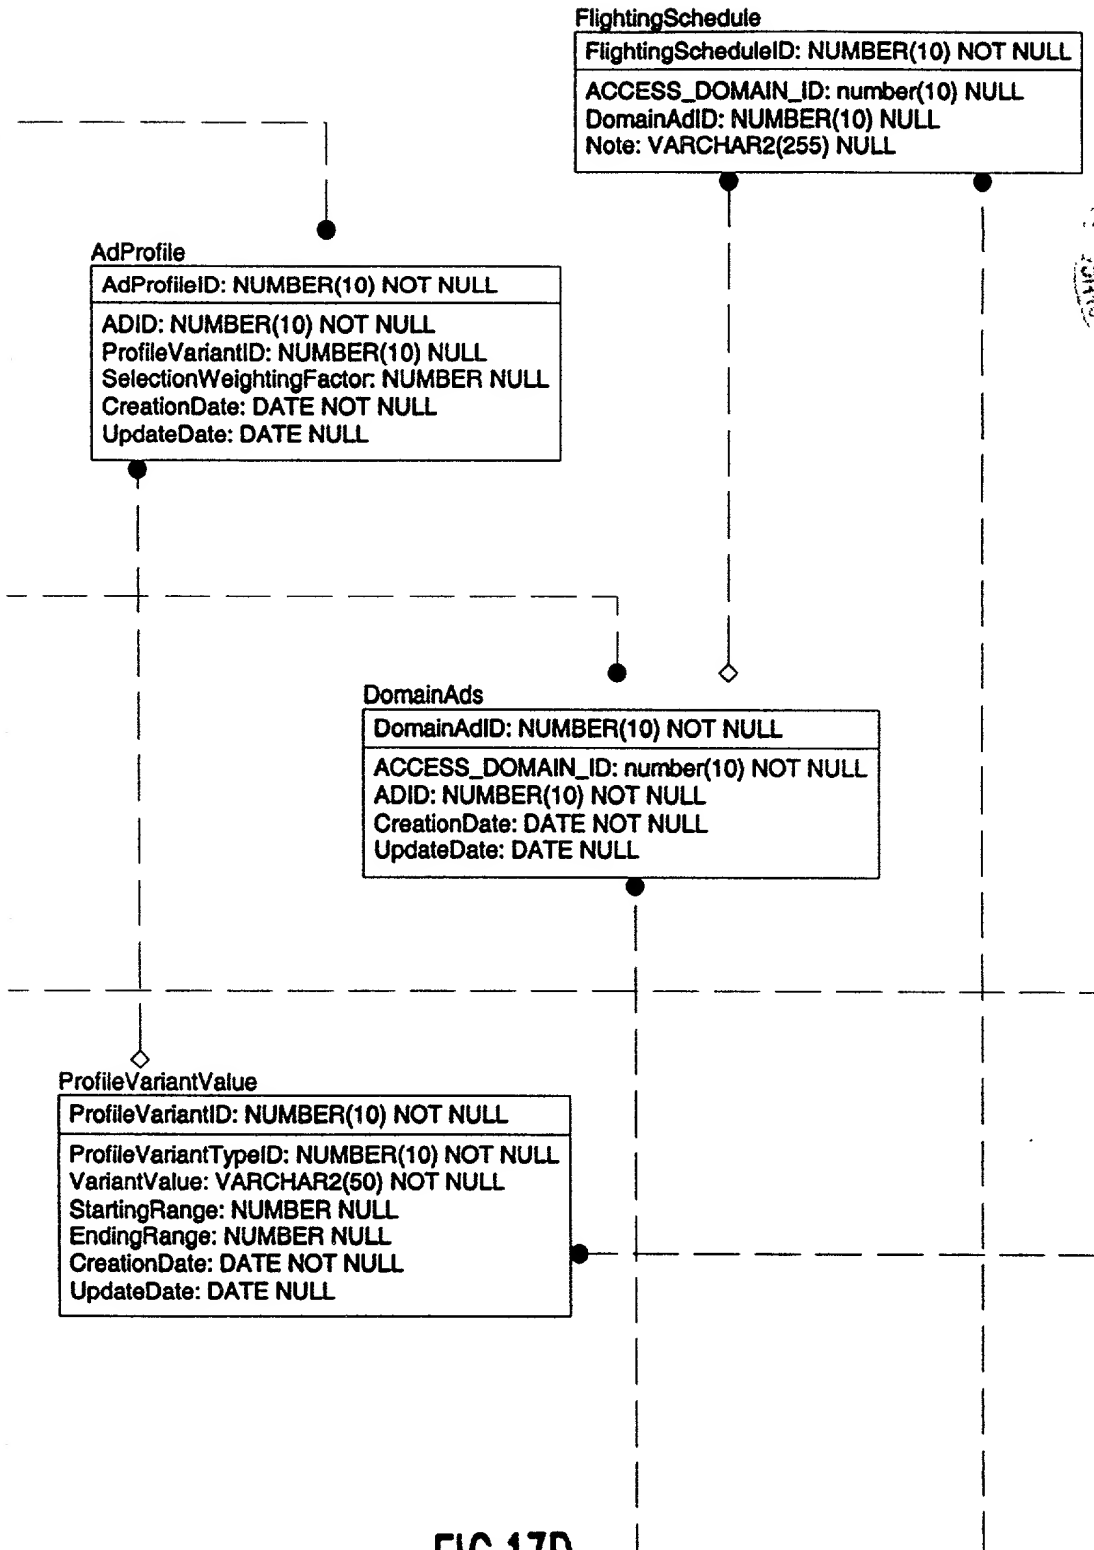 FlightingSchedule
FlightingScheduleID: NUMBER(10) NOT NULL
ACCESS_DOMAIN_ID: number(10) NULL
DomainAdID: NUMBER(10) NULL
Note: VARCHAR2(255) NULL
AdProfile
AdProfileID: NUMBER(10) NOT NULL
ADID: NUMBER(10) NOT NULL
ProfileVariantID: NUMBER(10) NULL
SelectionWeightingFactor: NUMBER NULL
CreationDate: DATE NOT NULL
UpdateDate: DATE NULL
DomainAds
DomainAdID: NUMBER(10) NOT NULL
ACCESS_DOMAIN_ID: number(10) NOT NULL
ADID: NUMBER(10) NOT NULL
CreationDate: DATE NOT NULL
UpdateDate: DATE NULL
ProfileVariantValue
ProfileVariantID: NUMBER(10) NOT NULL
ProfileVariantTypeID: NUMBER(10) NOT NULL
VariantValue: VARCHAR2(50) NOT NULL
StartingRange: NUMBER NULL
EndingRange: NUMBER NULL
CreationDate: DATE NOT NULL
UpdateDate: DATE NULL